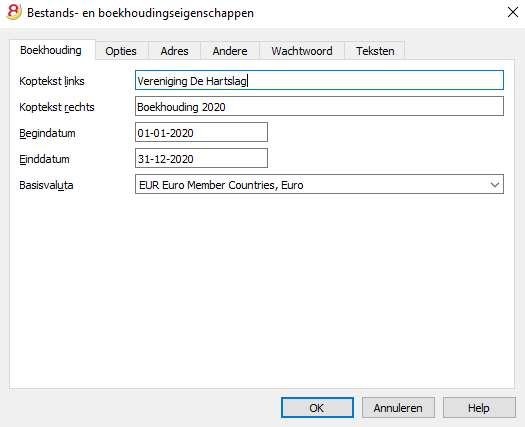 Bestands- en boekhoudingseigenschappen
Boekhouding Opties Adres Andere Wachtwoord Teksten
Koptekst links Vereniging De Hartslag
Koptekst rechts Boekhouding 2020
Begindatum 01-01-2020
Einddatum 31-12-2020
Basisvaluta EUR Euro Member Countries, Euro
OK Annuleren Help